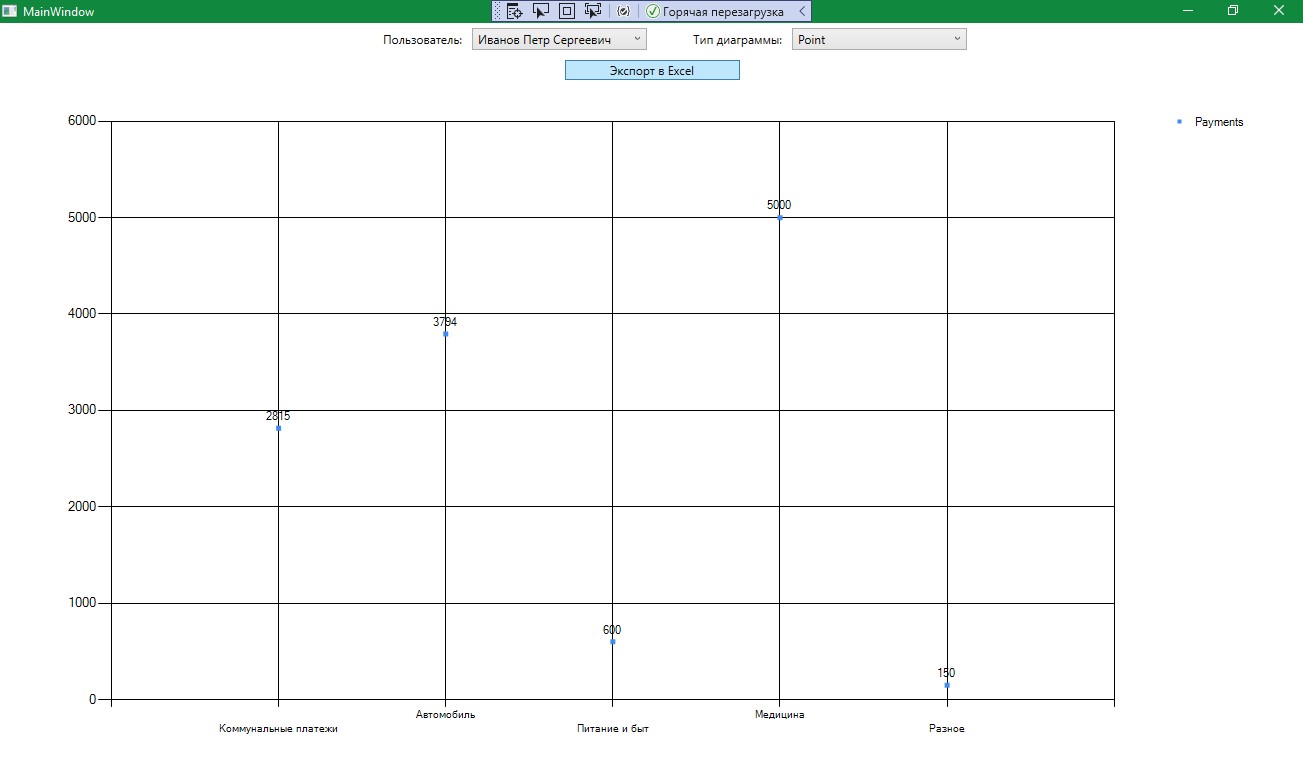 MainWindow
Горячая перезагрузка
Пользователь: Иванов Петр Сергеевич Тип диаграммы: Point
Экспорт в Excel
6000
Payments
5000
5000
4000
3794
3000
2815
2000
1000
600
150
0
Автомобиль Медицина
Коммунальные платежи Питание и быт Разное